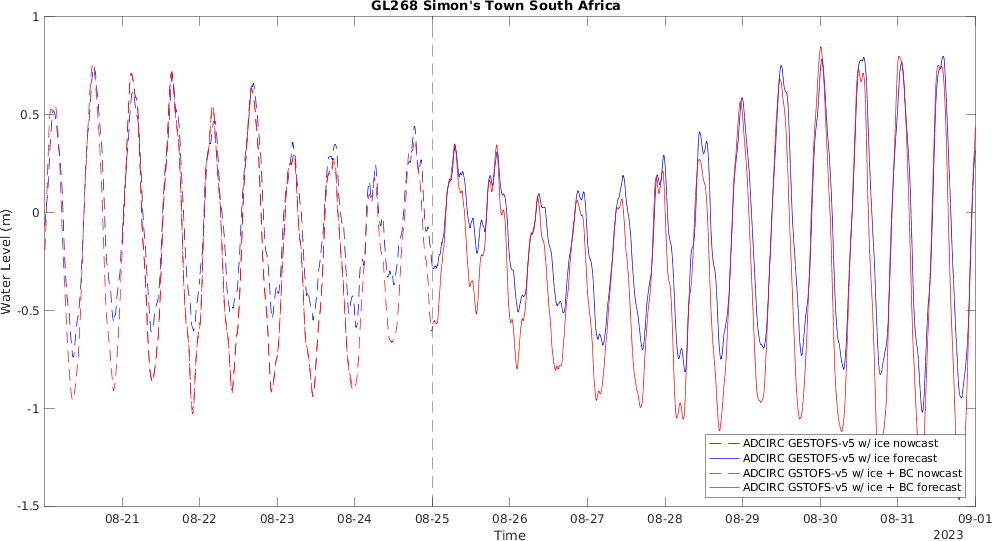 GL268 Simon's Town South Africa
1
0.5
0
-0.5
-1
-1.5
Water Level (m)
ADCIRC GESTOFS-v5 w/ ice nowcast
ADCIRC GESTOFS-v5 w/ ice forecast
ADCIRC GSTOFS-v5 w/ ice + BC nowcast
ADCIRC GSTOFS-v5 w/ ice + BC forecast
08-21 08-22 08-23 08-24 08-25 08-26 08-27 08-28 08-29 08-30 08-31 09-01
Time
2023